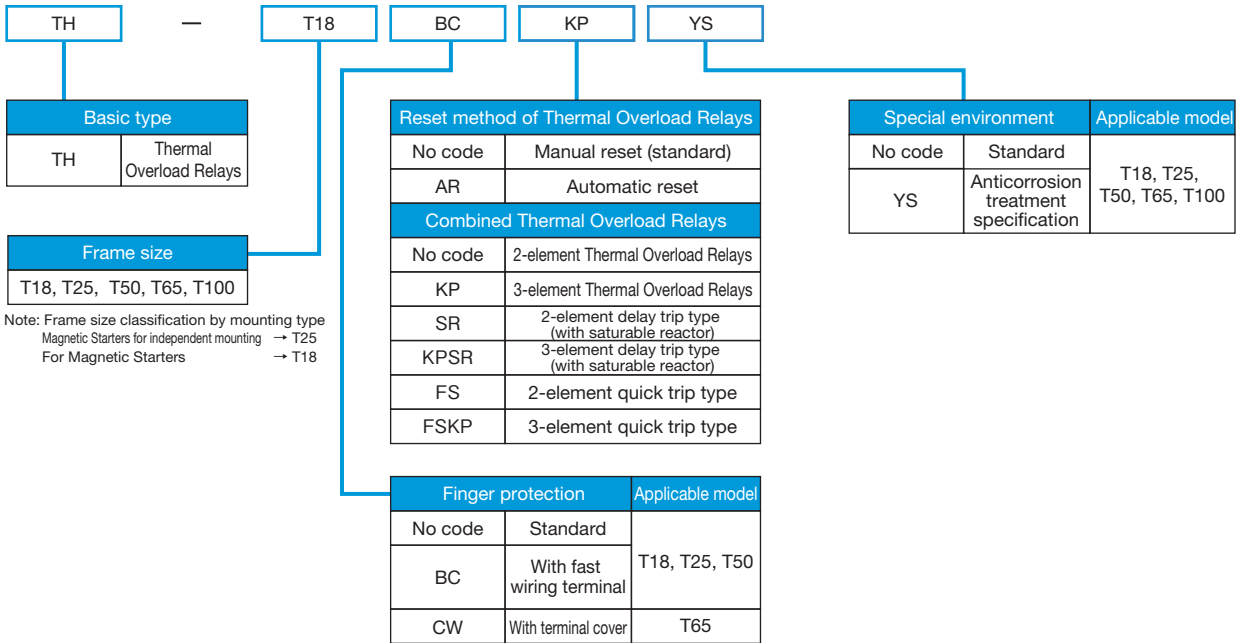 TH — T18 BC KP YS
Basic type
TH Thermal
Overload Relays
Frame size
T18, T25, T50, T65, T100
Note: Frame size classification by mounting type
Magnetic Starters for independent mounting → T25
For Magnetic Starters → T18
Reset method of Thermal Overload Relays
No code Manual reset (standard)
AR Automatic reset
Combined Thermal Overload Relays
No code 2-element Thermal Overload Relays
KP 3-element Thermal Overload Relays
SR 2-element delay trip type
(with saturable reactor)
KPSR 3-element delay trip type
(with saturable reactor)
FS 2-element quick trip type
FSKP 3-element quick trip type
Finger protection Applicable model
No code Standard
BC With fast
wiring terminal
T18, T25, T50
CW With terminal cover T65
Special environment Applicable model
No code Standard
YS Anticorrosion
treatment
specification
T18, T25,
T50, T65, T100